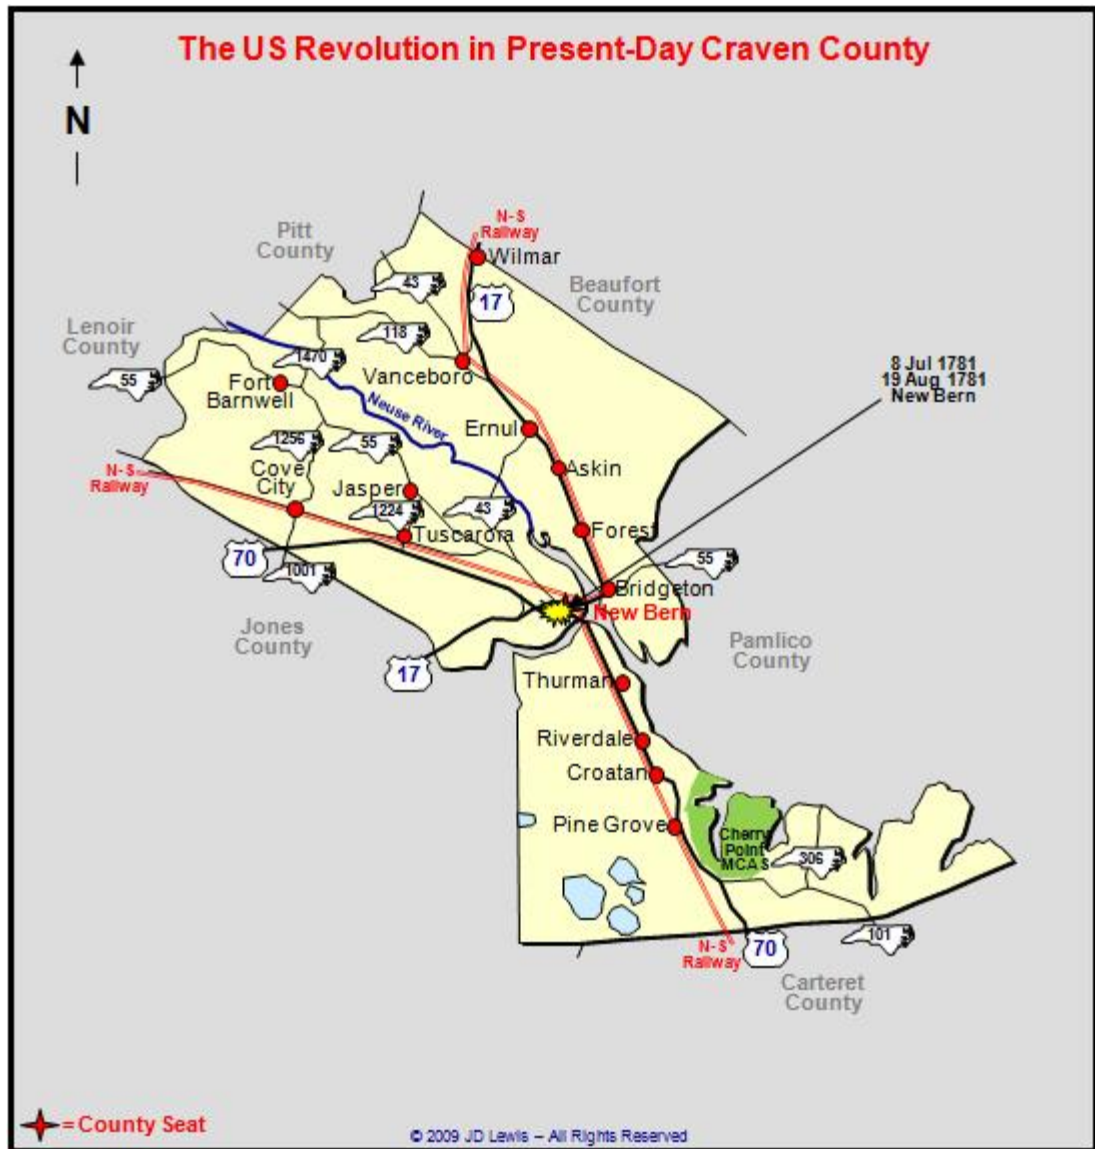 The US Revolution in Present-Day Craven County
N
N-S
Railway
Wilmar
Pitt
County
43
17
Beaufort
County
Lenoir
County
118
1470
55
Fort
Barnwell
Vanceboro
8 Jul 1781
19 Aug 1781
New Bern
Neuse River
Ernul
1256
55
Cove
City
Askin
N-S
Railway
Jasper
1224
43
Tuscarora
Forest
70
1001
55
Bridgeton
New Bern
Jones
County
17
Pamlico
County
Thurman
Riverdale
Croatan
Pine Grove
Cherry
Point
MCAS
306
101
N-S
Railway
70
Carteret
County
= County Seat
© 2009 JD Lewis – All Rights Reserved